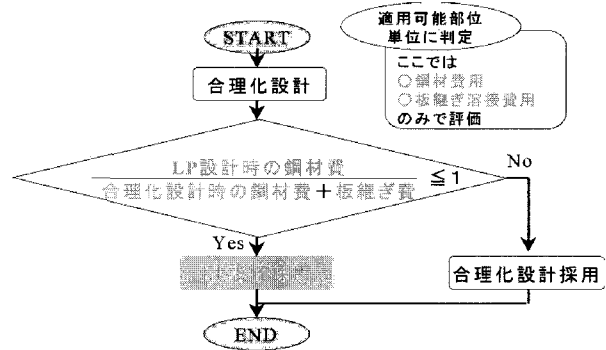 START
適用可能部位
単位に判定
ここでは
○鋼材費用
○板継ぎ溶接費用
のみで評価
合理化設計
LP設計時の鋼材費
合理化設計時の鋼材費+板継ぎ費
≦1
No
Yes
合理化設計採用
END